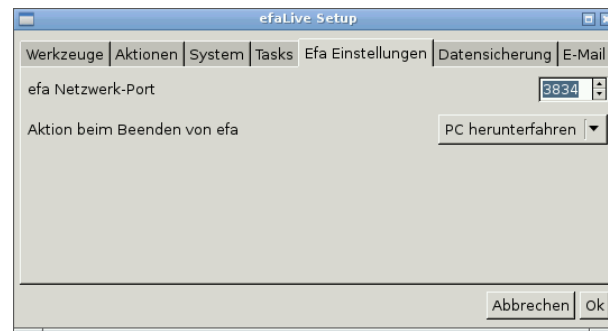 efaLive Setup
Werkzeuge Aktionen System Tasks Efa Einstellungen Datensicherung E-Mail
efa Netzwerk-Port 3834
Aktion beim Beenden von efa PC herunterfahren
Abbrechen Ok